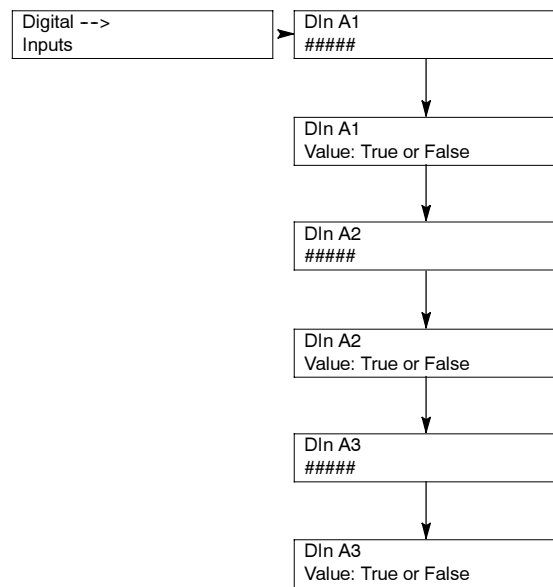 Digital -->
Inputs
DIn A1
#####
DIn A1
Value: True or False
DIn A2
#####
DIn A2
Value: True or False
DIn A3
#####
DIn A3
Value: True or False